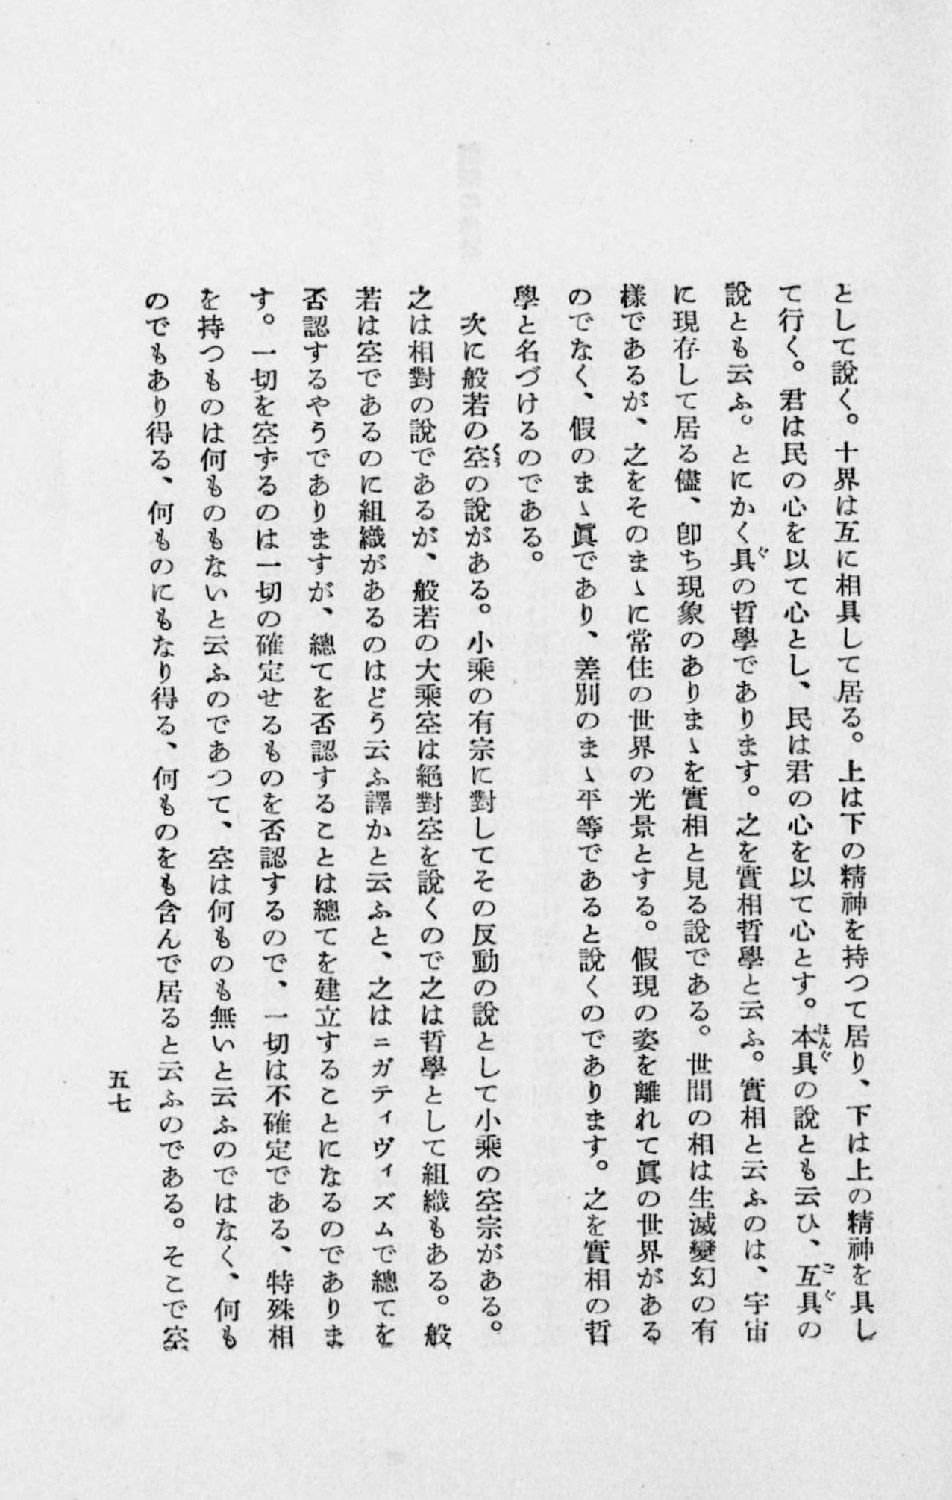 として說く。十界は互に相具して居る。上は下の精神を持つて居り、下は上の精神を具し
て行く。君は民の心を以て心とし、民は君の心を以て心とす。本具の說とも云ひ、互具の
說とも云ふ。とにかく具の哲學であります。之を實相哲學と云ふ。實相と云ふのは、宇宙
に現存して居る儘、卽ち現象のありまゝを實相と見る說である。世間の相は生滅變幻の有
樣であるが、之をそのまゝに常住の世界の光景とする。假現の姿を離れて眞の世界がある
のでなく、假のまゝ眞であり、差別のまゝ平等であると說くのであります。之を實相の哲
學と名づけるのである。
次に般若の空の說がある。小乘の有宗に對してその反動の說として小乘の空宗がある。
之は相對の說であるが、般若の大乘空は絕對空を說くので之は哲學として組織もある。般
若は空であるのに組織があるのはどう云ふ譯かと云ふと、之はニガティヴィズムで總てを
否認するやうでありますが、總てを否認することは總てを建立することになるのでありま
す。一切を空ずるのは一切の確定せるものを否認するので、一切は不確定である、特殊相
を持つものは何ものもないと云ふのであつて、空は何ものも無いと云ふのではなく、何も
のでもあり得る、何ものにもなり得る、何ものをも含んで居ると云ふのである。そこで空
五七